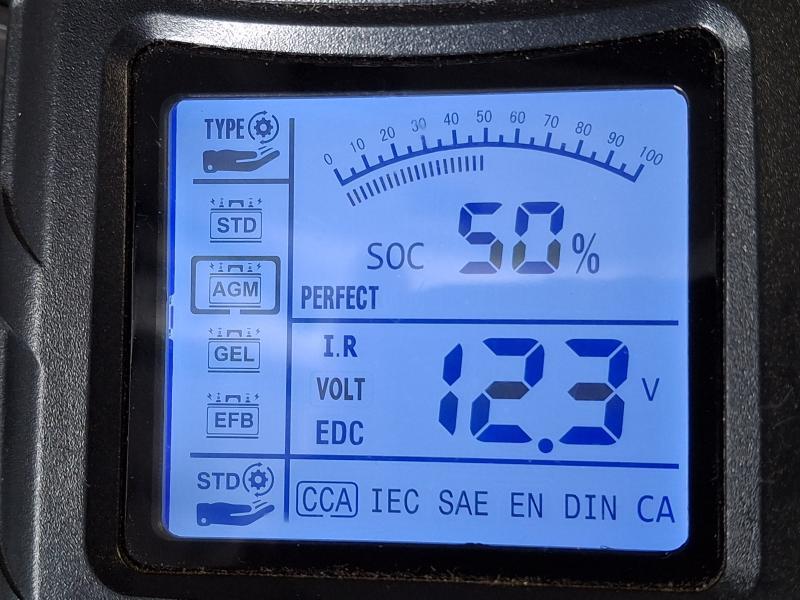 TYPE
0 10 20 30 40 50 60 70 80 90 100
STD
AGM
GEL
EFB
STD
SOC 50%
PERFECT
I.R
VOLT
EDC
12.3 V
CCA IEC SAE EN DIN CA